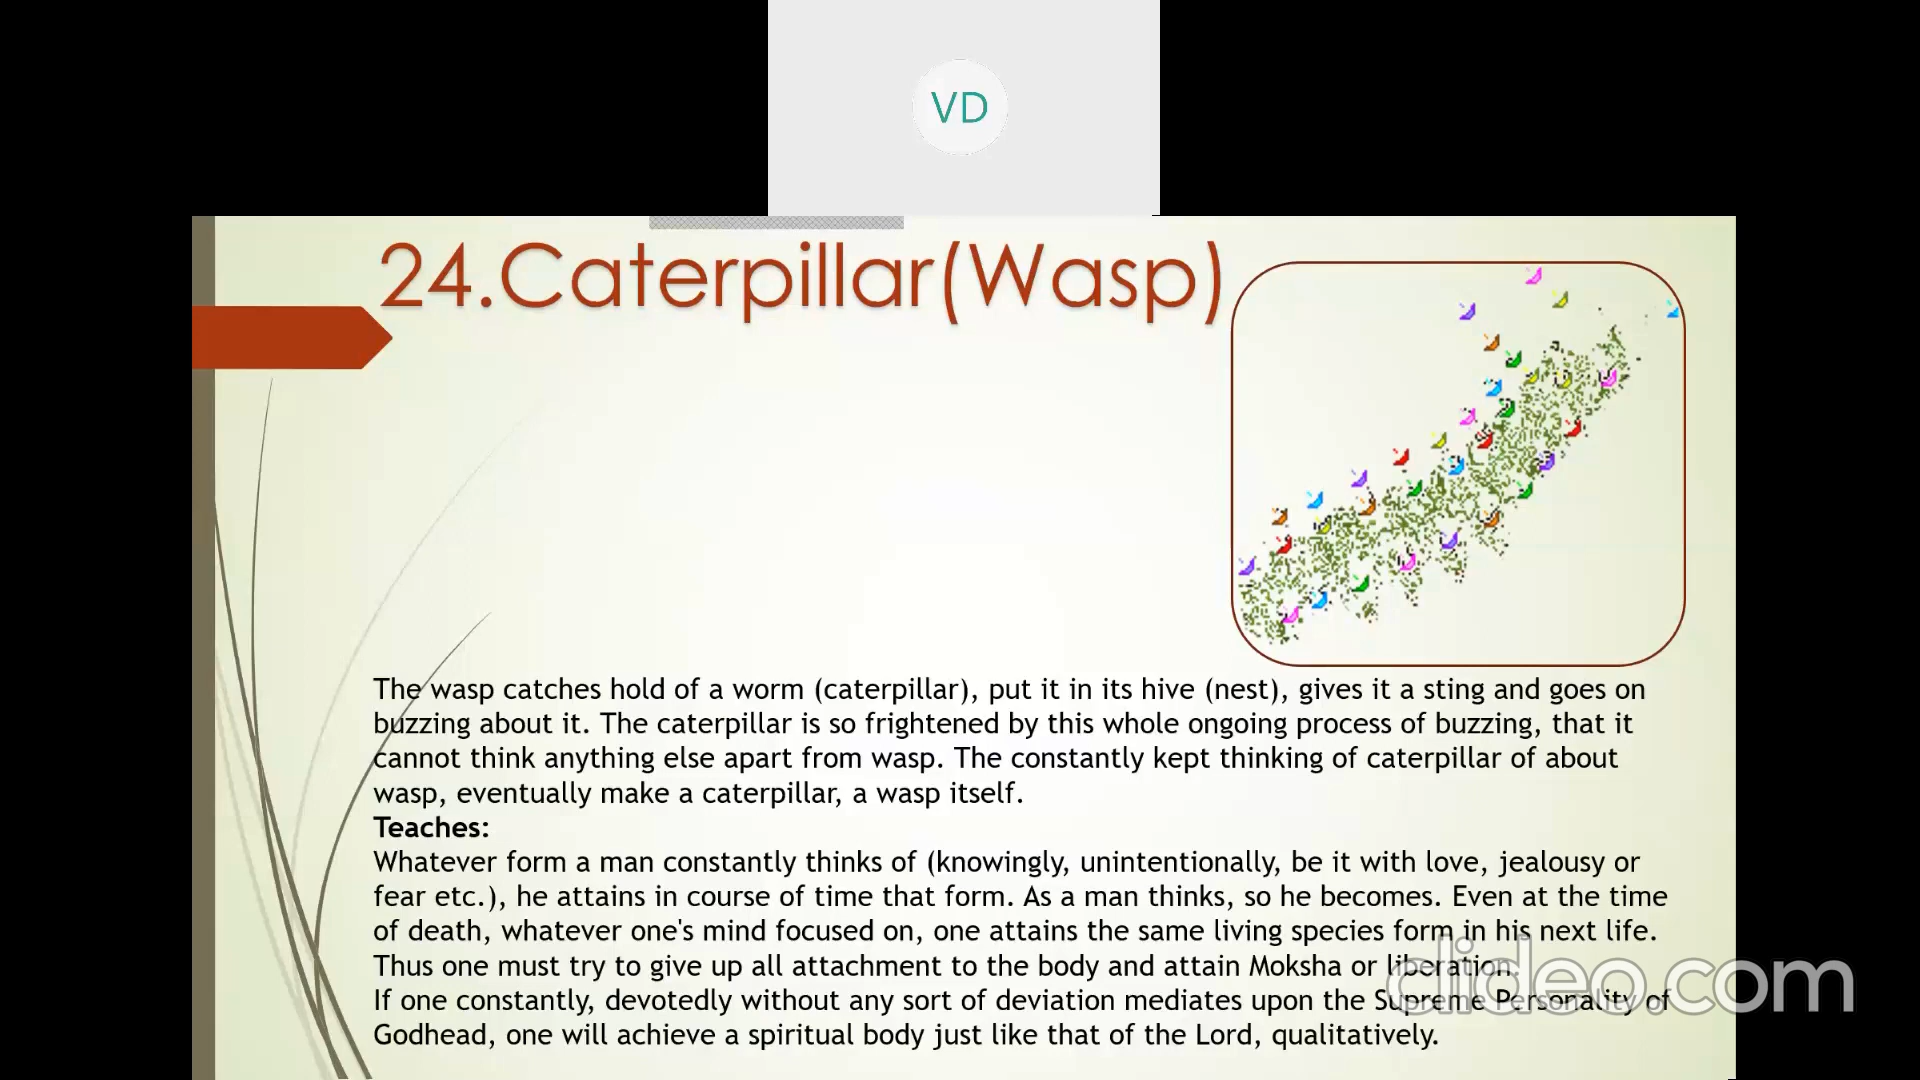 VD
24.Caterpillar(Wasp)
The wasp catches hold of a worm (caterpillar), put it in its hive (nest), gives it a sting and goes on
buzzing about it. The caterpillar is so frightened by this whole ongoing process of buzzing, that it
cannot think anything else apart from wasp. The constantly kept thinking of caterpillar of about
wasp, eventually make a caterpillar, a wasp itself.
Teaches:
Whatever form a man constantly thinks of (knowingly, unintentionally, be it with love, jealousy or
fear etc.), he attains in course of time that form. As a man thinks, so he becomes. Even at the time
of death, whatever one's mind focused on, one attains the same living species form in his next life.
Thus one must try to give up all attachment to the body and attain Moksha or liberation.
If one constantly, devotedly without any sort of deviation mediates upon the Supreme Personality of
Godhead, one will achieve a spiritual body just like that of the Lord, qualitatively.
clideo.com